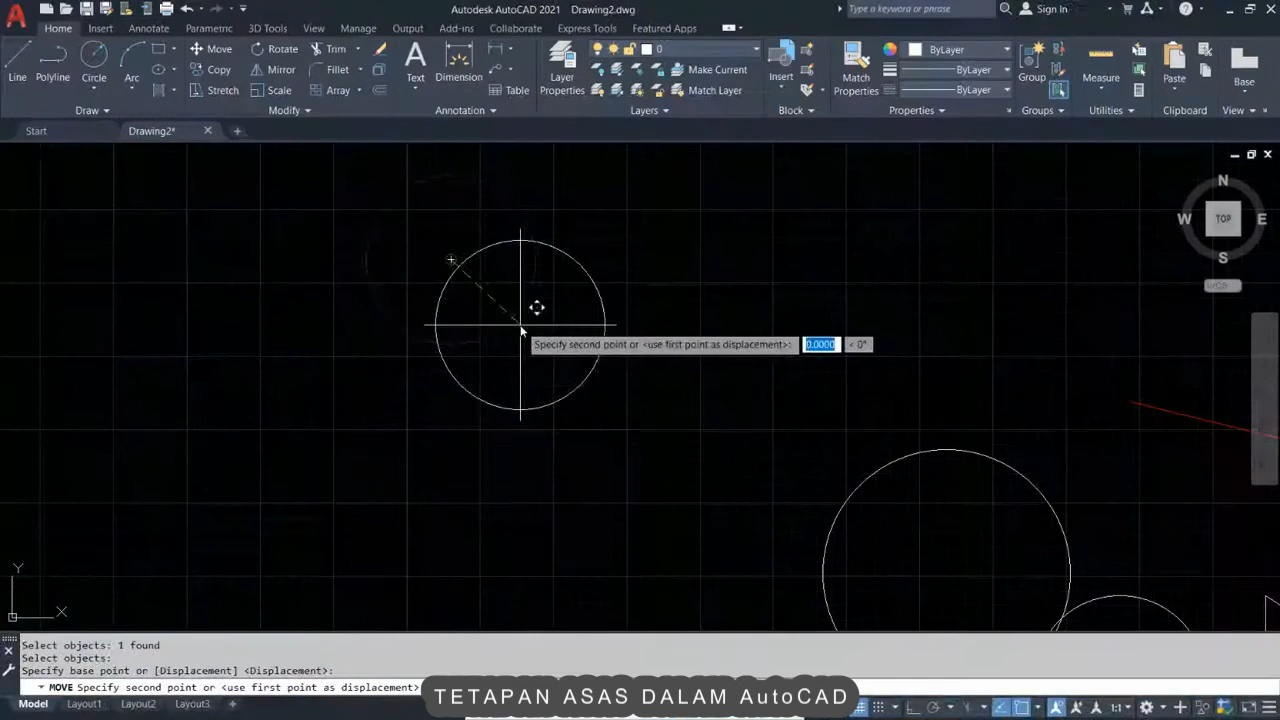 Autodesk AutoCAD 2021 Drawing2.dwg
Type a keyword or phrase
Sign In
Home Insert Annotate Parametric 3D Tools View Manage Output Add-ins Collaborate Express Tools Featured Apps
Move Rotate Trim
0
ByLayer
Line Polyline Circle Arc
Copy Mirror Fillet
Text Dimension
Layer Properties
Make Current
Insert
Match Properties
ByLayer
Group
Measure
Paste
Base
Stretch Scale Array
Table
Match Layer
ByLayer
Draw Modify Annotation Layers Block Properties Groups Utilities Clipboard
Start Drawing2*
N
W TOP E
S
WCS
Specify second point or <use first point as displacement>: 0.0000 < 0°
Y
X
Select objects: 1 found
Select objects:
Specify base point or [Displacement] <Displacement>:
MOVE Specify second point or <use first point as displacement>:
TETAPAN ASAS DALAM AutoCAD
Model Layout1 Layout2 Layout3
1:1